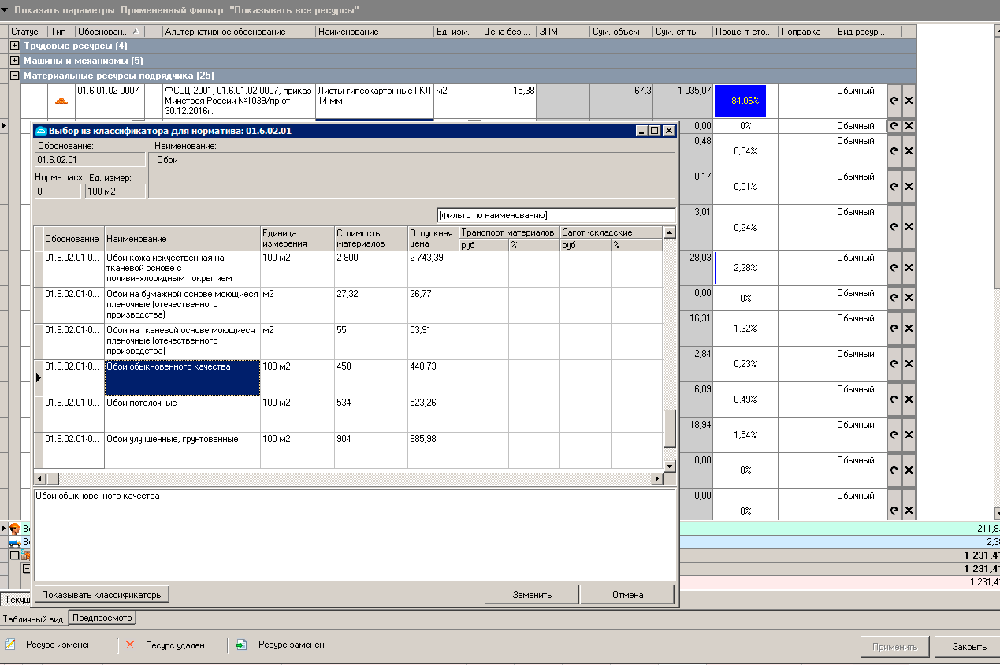 Показать параметры. Примененный фильтр: "Показывать все ресурсы".
Статус Тип Обоснован... Альтернативное обоснование Наименование Ед. изм. Цена без ... ЗПМ Сум. объем Сум. ст-ть Процент сто... Поправка Вид ресур...
Трудовые ресурсы (4)
Машины и механизмы (5)
Материальные ресурсы подрядчика (25)
01.6.01.02-0007 ФССЦ-2001, 01.6.01.02-0007, приказ Листы гипсокартонные ГКЛ м2 15,38 67,3 1 035,07 Обычный
Минстроя России №1039/пр от 14 мм 84,06%
30.12.2016г.
Выбор из классификатора для норматива: 01.6.02.01
0,00 0% Обычный
Обоснование: Наименование:
0,48 0,04% Обычный
01.6.02.01 Обои
Норма расх: Ед. измер:
0,17 0,01% Обычный
0 100 м2
[фильтр по наименованию]
3,01 0,24% Обычный
Обоснование Наименование Единица измерения Стоимость материалов Отпускная цена Транспорт материалов Загот.-складские
руб % руб %
01.6.02.01-0... Обои кожа искусственная на 100 м2 2 800 2 743,39
тканевой основе с
поливинхлоридным покрытием
28,03 2,28% Обычный
01.6.02.01-0... Обои на бумажной основе моющиеся м2 27,32 26,77
пленочные (отечественного
производства)
0,00 0% Обычный
01.6.02.01-0... Обои на тканевой основе моющиеся м2 55 53,91
пленочные (отечественного
производства)
16,31 1,32% Обычный
01.6.02.01-0... Обои обыкновенного качества 100 м2 458 448,73
2,84 0,23% Обычный
01.6.02.01-0... Обои потолочные 100 м2 534 523,26
6,09 0,49% Обычный
01.6.02.01-0... Обои улучшенные, грунтованные 100 м2 904 885,98
18,94 1,54% Обычный
0,00 0% Обычный
Обои обыкновенного качества
0,00 0% Обычный
211,8
2,3
1 231,4
1 231,4
1 231,4
Показывать классификаторы Заменить Отмена
Текущ
Табличный вид Предпросмотр
Ресурс изменен Ресурс удален Ресурс заменен Применить Закрыть